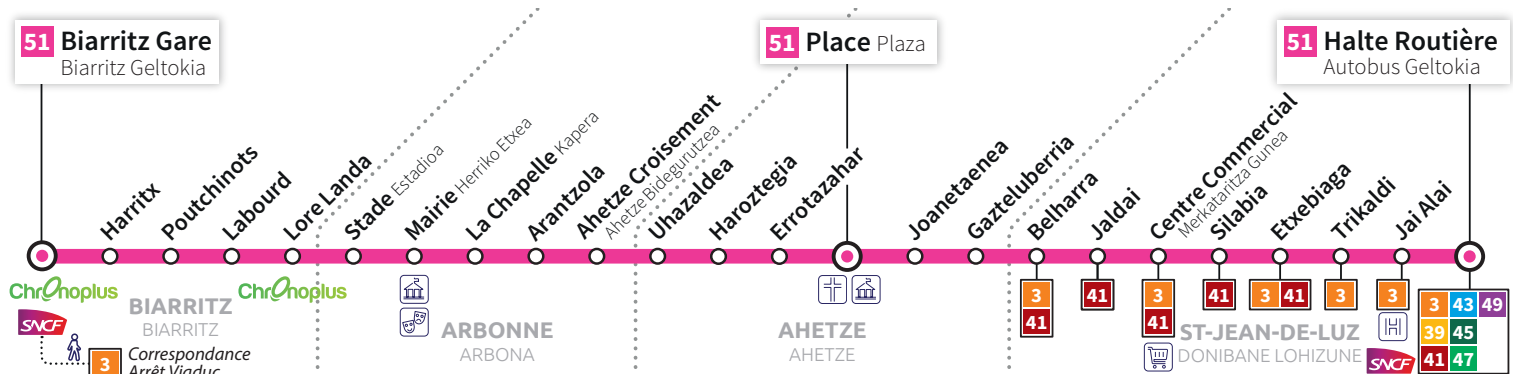 51 Biarritz Gare
Biarritz Geltokia
51 Place Plaza
51 Halte Routière
Autobus Geltokia
Harritx
Poutchinots
Labourd
Lore Landa
Stade Estadioa
Mairie Herriko Etxea
La Chapelle Kapera
Arantzola
Ahetze Croisement
Ahetze Bidegurutzea
Uhazaldea
Haroztegia
Errotazahar
Joanetaenea
Gazteluberria
Belharra
Jaldai
Centre Commercial
Merkataritza Gunea
Silabia
Etxebiaga
Trikaldi
Jai Alai
Chronoplus
SNCF
3
Correspondance
Arrêt Viaduc
BIARRITZ
BIARRITZ
Chronoplus
ARBONNE
ARBONA
AHETZE
AHETZE
3
41
41
3
41
41
3 41
3
3
H
ST-JEAN-DE-LUZ
DONIBANE LOHIZUNE
SNCF
3 43 49
39 45
41 47